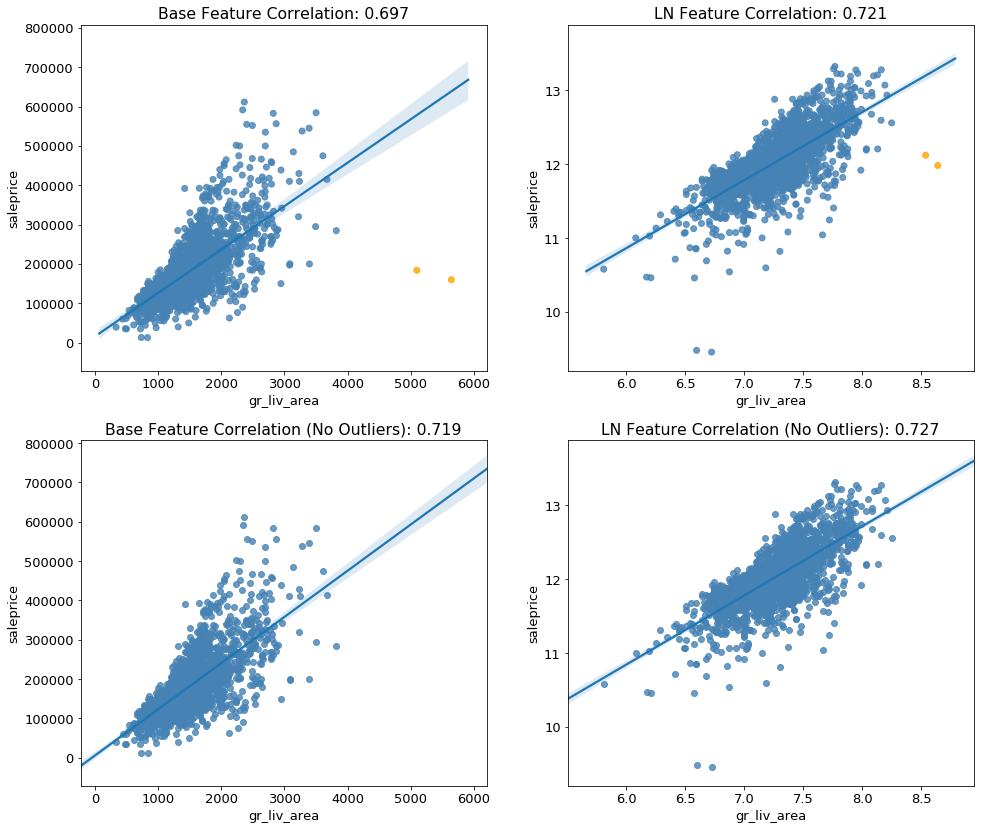 Base Feature Correlation: 0.697
800000
700000
600000
500000
400000
300000
200000
100000
0
saleprice
0 1000 2000 3000 4000 5000 6000
gr_liv_area
LN Feature Correlation: 0.721
13
12
11
10
saleprice
6.0 6.5 7.0 7.5 8.0 8.5
gr_liv_area
Base Feature Correlation (No Outliers): 0.719
800000
700000
600000
500000
400000
300000
200000
100000
0
saleprice
0 1000 2000 3000 4000 5000 6000
gr_liv_area
LN Feature Correlation (No Outliers): 0.727
13
12
11
10
saleprice
6.0 6.5 7.0 7.5 8.0 8.5
gr_liv_area